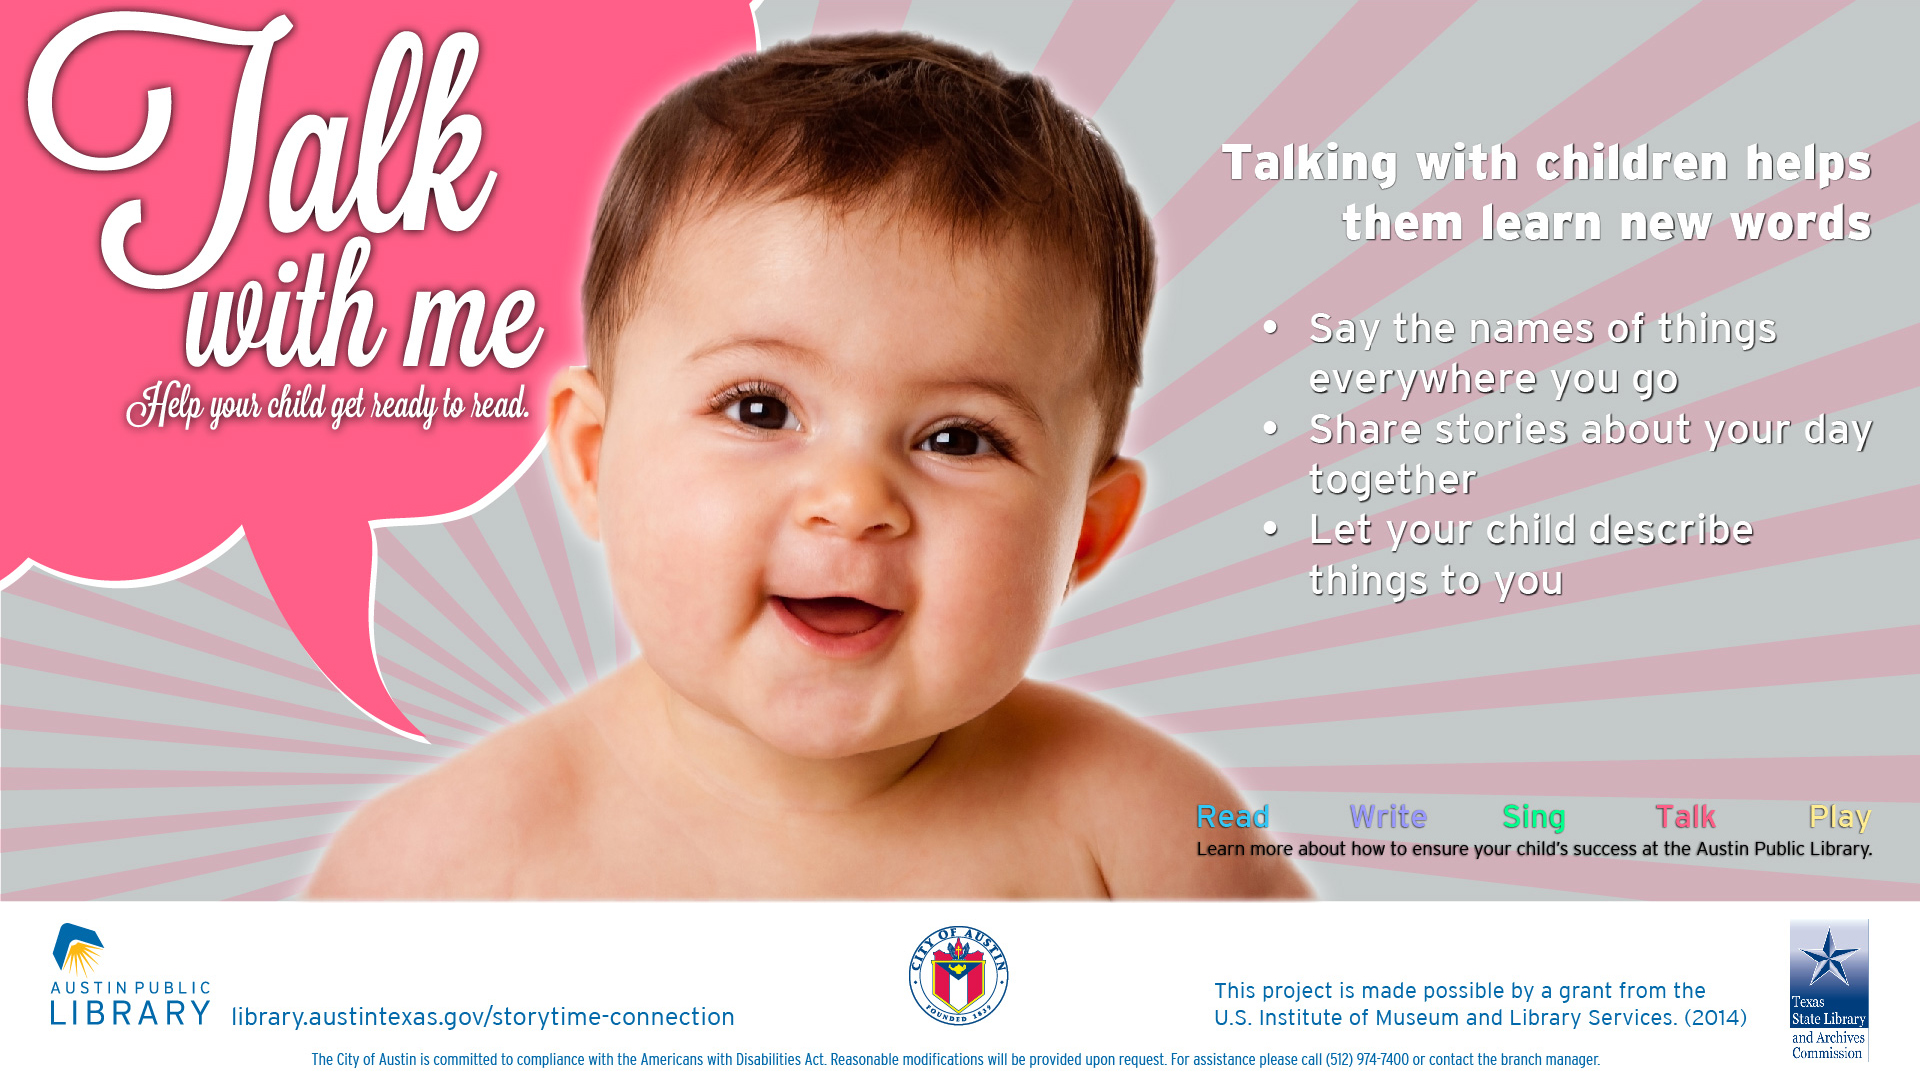 Talk
with me
Help your child get ready to read.
Talking with children helps
them learn new words
• Say the names of things
everywhere you go
• Share stories about your day
together
• Let your child describe
things to you
Read Write Sing Talk Play
Learn more about how to ensure your child's success at the Austin Public Library.
AUSTIN PUBLIC
LIBRARY
library.austintexas.gov/storytime-connection
CITY OF AUSTIN
FOUNDED 1839
This project is made possible by a grant from the
U.S. Institute of Museum and Library Services. (2014)
Texas
State Library
and Archives
Commission
The City of Austin is committed to compliance with the Americans with Disabilities Act. Reasonable modifications will be provided upon request. For assistance please call (512) 974-7400 or contact the branch manager.